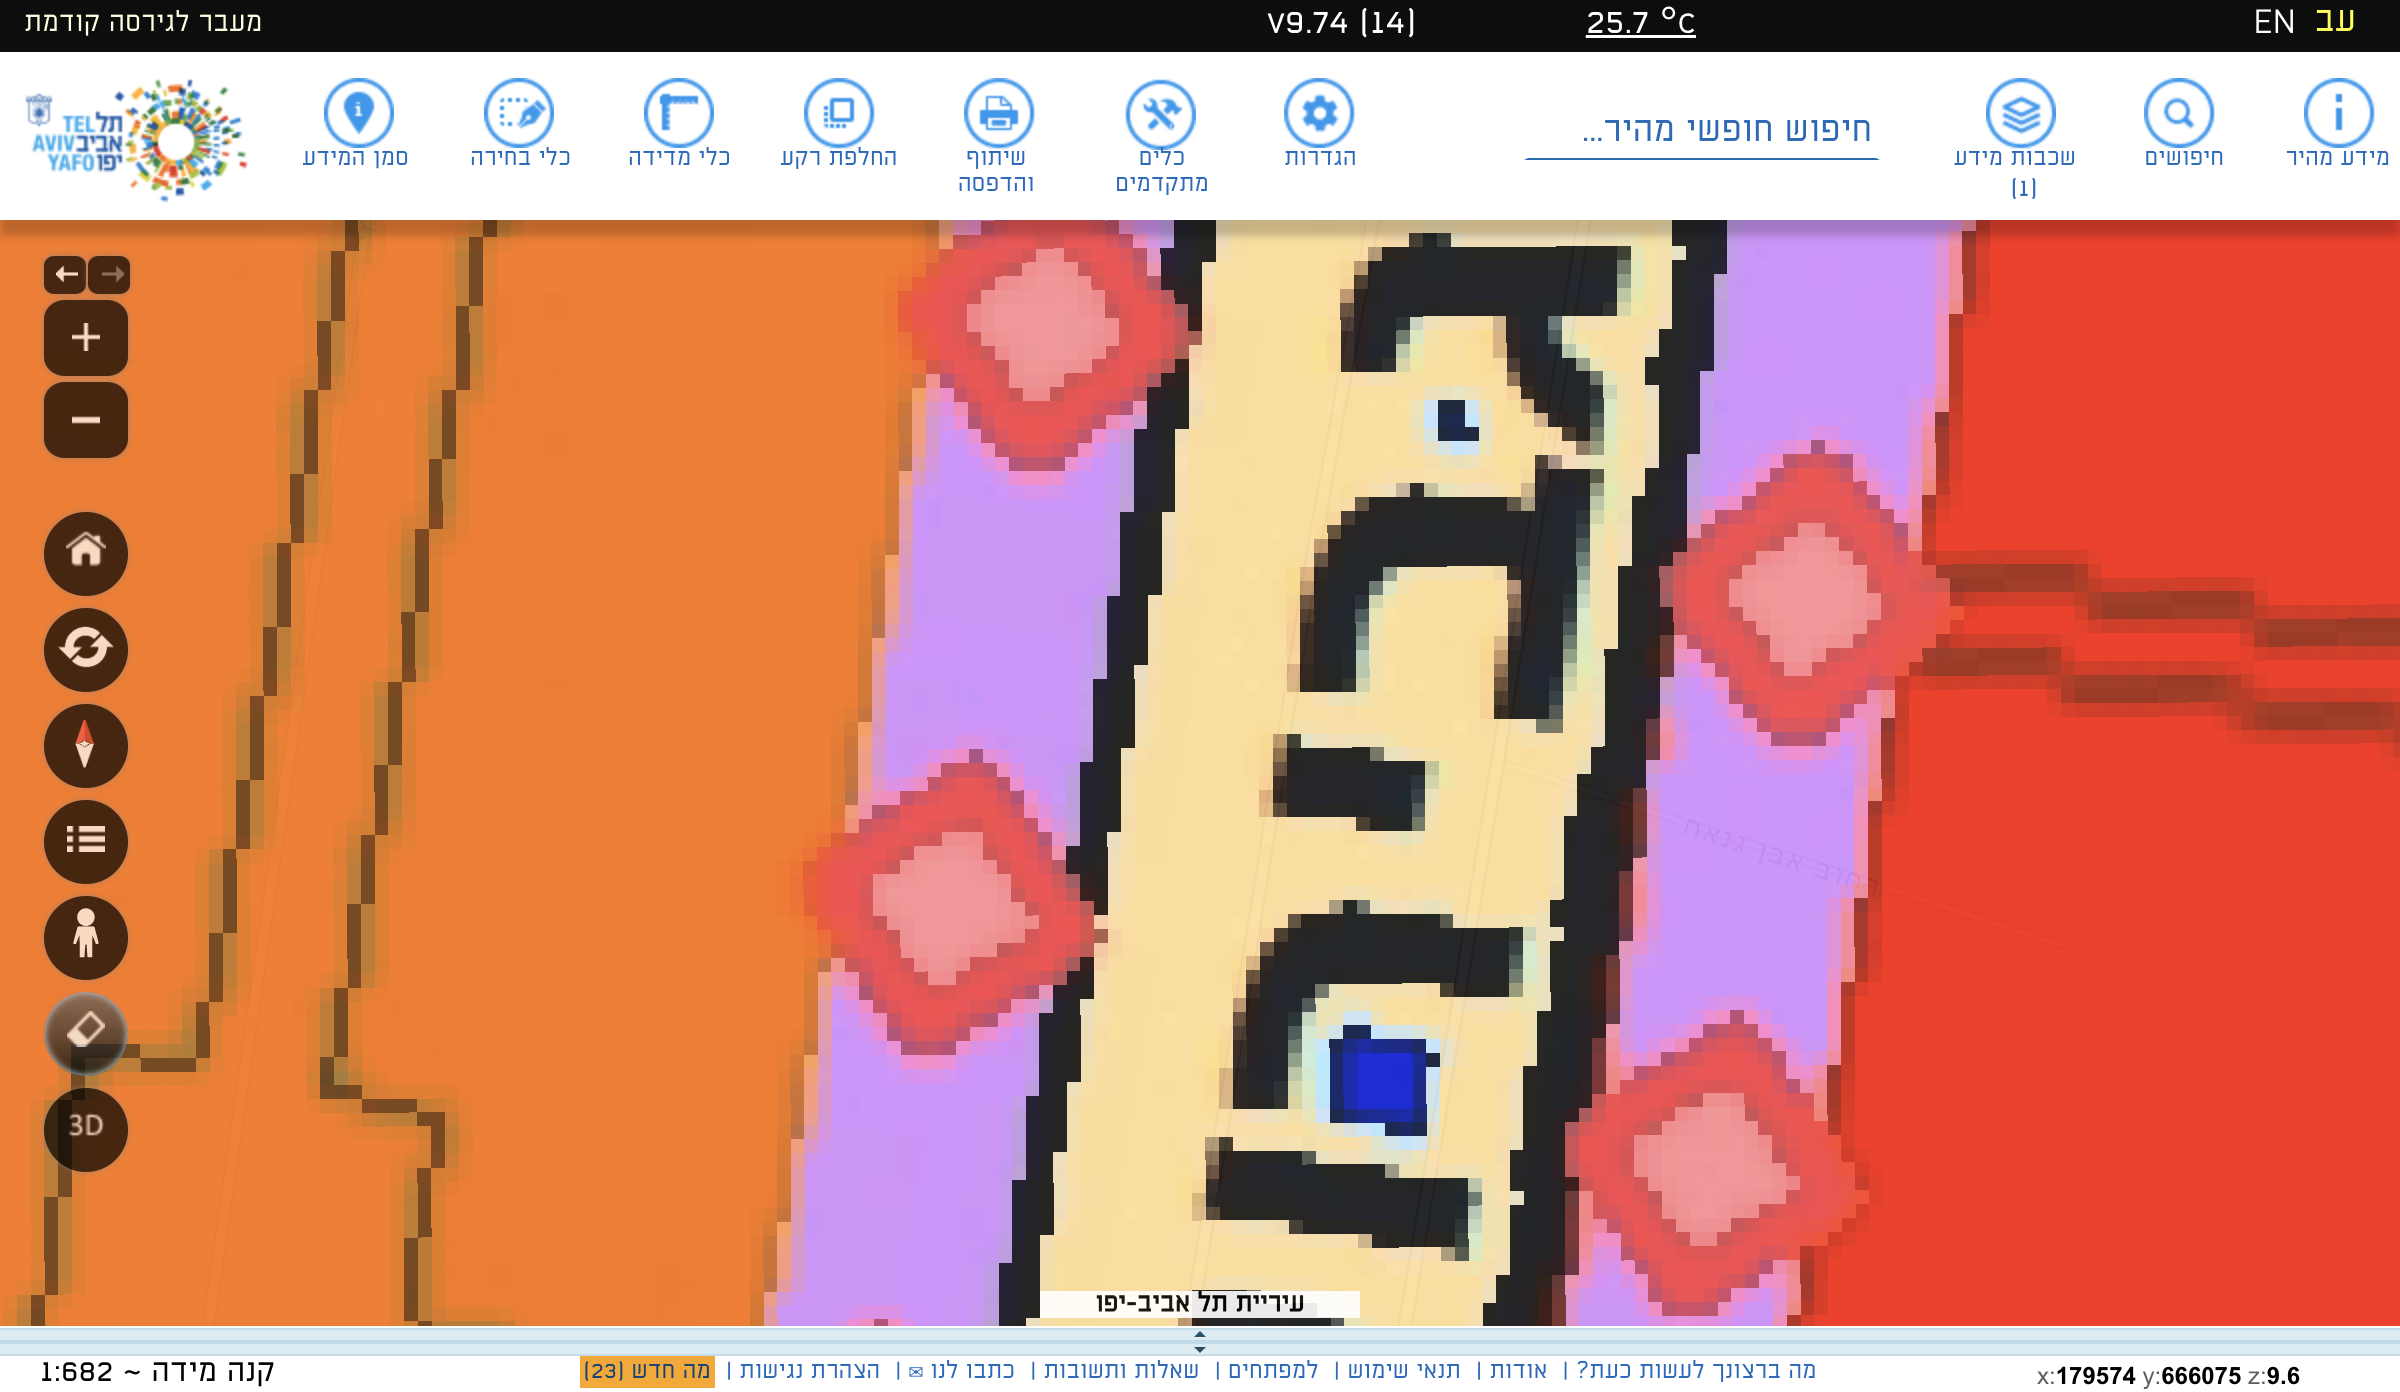 עב EN
25.7 °C
V9.74 (14)
מעבר לגירסה קודמת
מידע מהיר
חיפושים
שכבות מידע
(1)
חיפוש חופשי מהיר...
הגדרות
כלים
מתקדמים
שיתוף
והדפסה
החלפת רקע
כלי מדידה
כלי בחירה
סמן המידע
תל TEL
אביב AVIV
יפו YAFO
3D
רחוב אבן גנאח
עיריית תל אביב-יפו
x:179574 y:666075 z:9.6
מה ברצונך לעשות כעת? | אודות | תנאי שימוש | למפתחים | שאלות ותשובות | כתבו לנו ✉ | הצהרת נגישות | מה חדש (23)
קנה מידה ~ 1:682